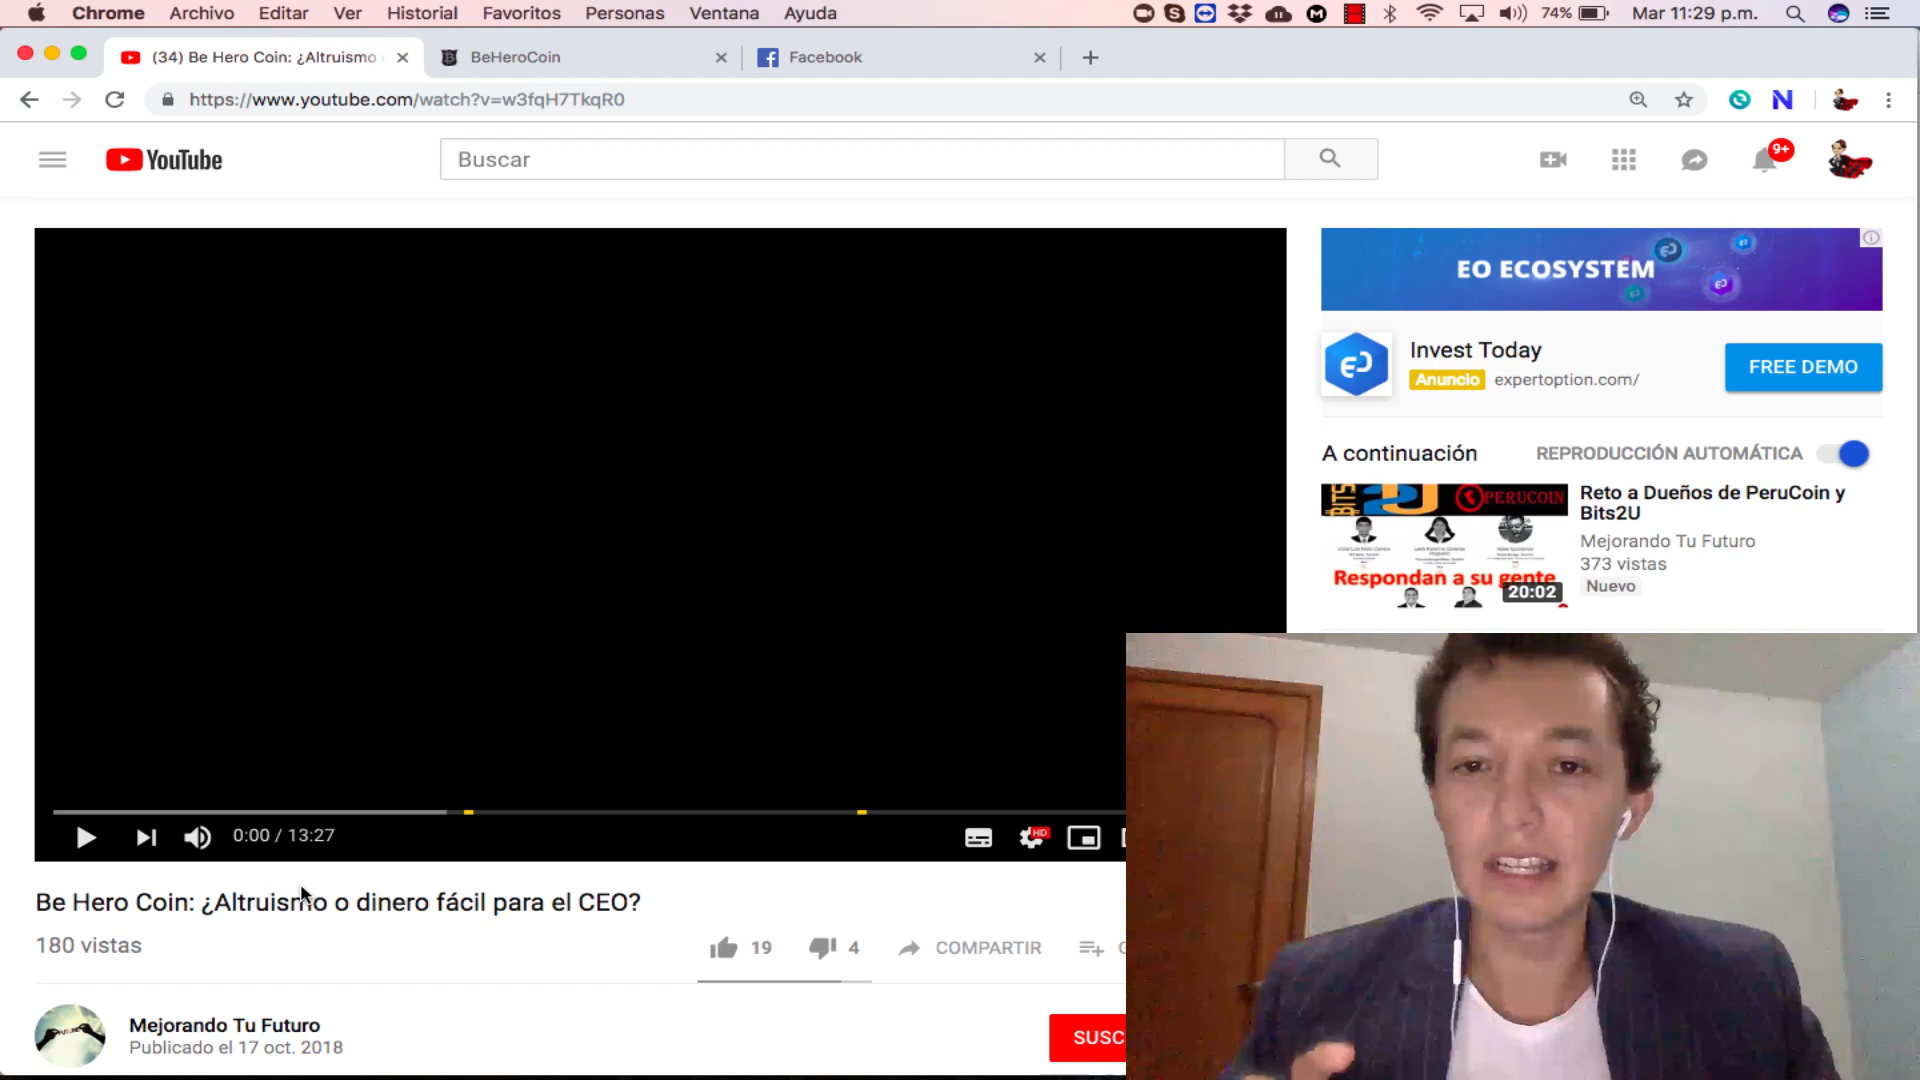 Chrome Archivo Editar Ver Historial Favoritos Personas Ventana Ayuda
74% Mar 11:29 p.m.
(34) Be Hero Coin: ¿Altruismo
BeHeroCoin
Facebook
https://www.youtube.com/watch?v=w3fqH7TkqR0
YouTube
Buscar
9+
EO ECOSYSTEM
Invest Today
Anuncio expertoption.com/
FREE DEMO
A continuación
REPRODUCCIÓN AUTOMÁTICA
BITS
PERUCOIN
Respondan a su gente
20:02
Reto a Dueños de PeruCoin y
Bits2U
Mejorando Tu Futuro
373 vistas
Nuevo
0:00 / 13:27
HD
Be Hero Coin: ¿Altruismo o dinero fácil para el CEO?
180 vistas
19
4
COMPARTIR
Mejorando Tu Futuro
Publicado el 17 oct. 2018
SUSC